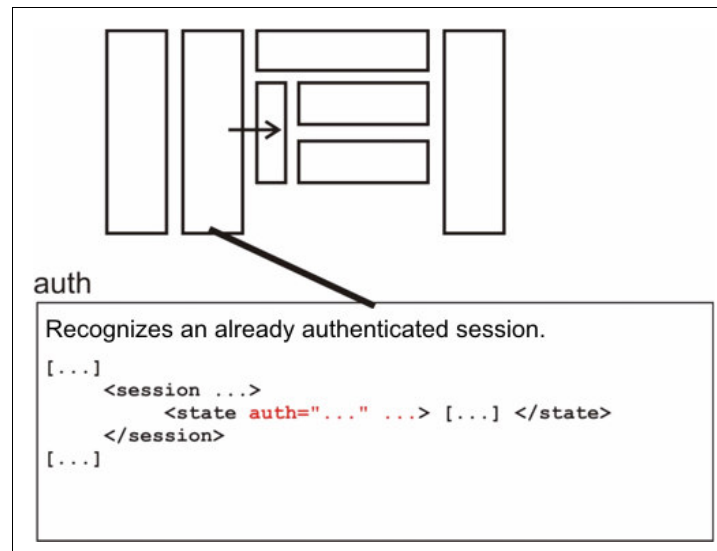 auth
Recognizes an already authenticated session.
[...]
<session ...>
<state auth="..." ...> [...] </state>
</session>
[...]